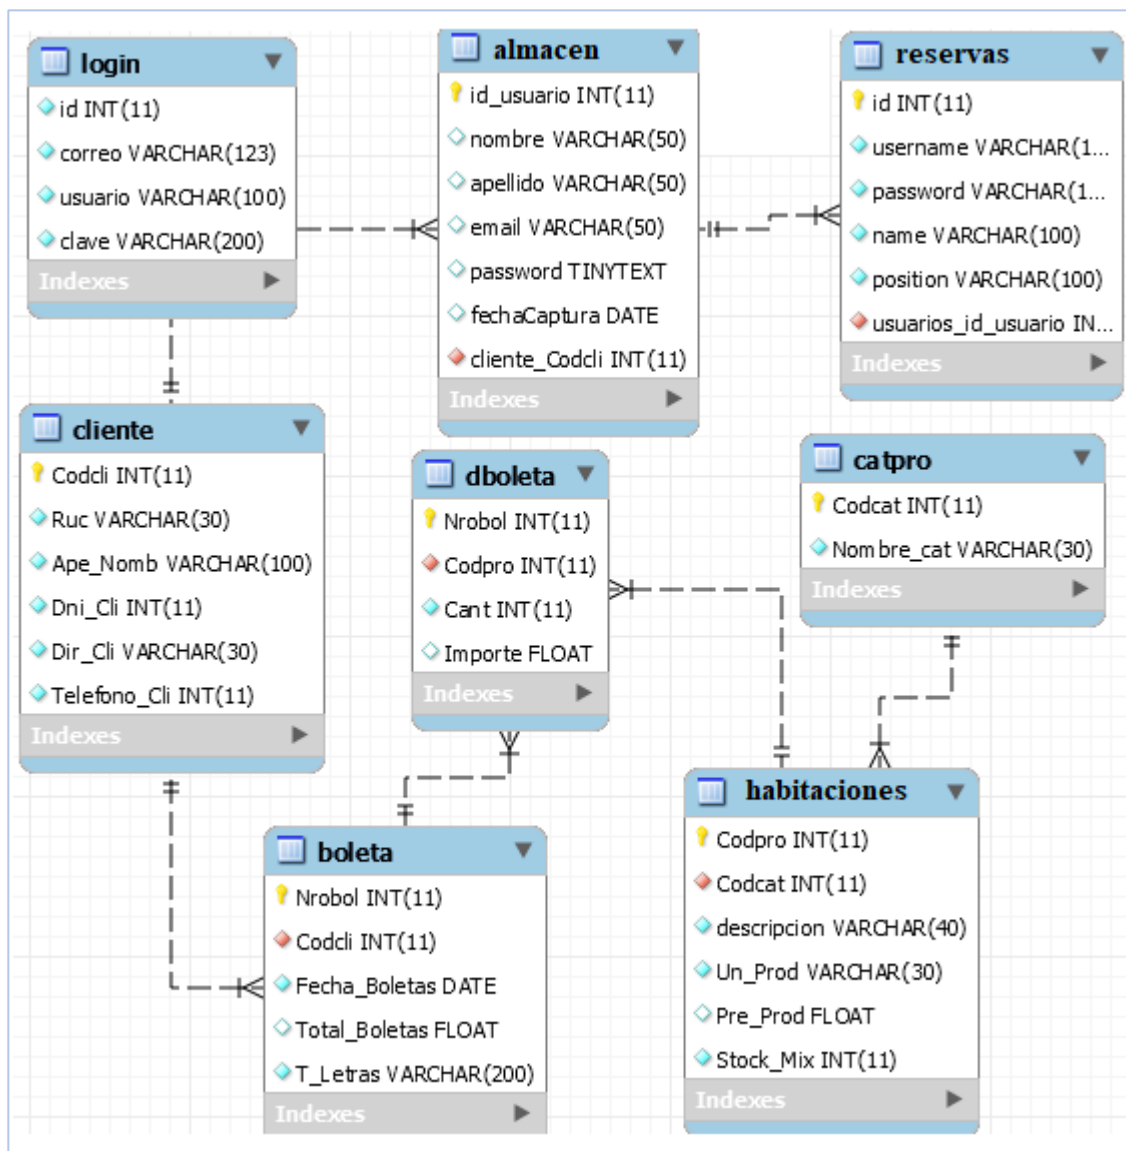 login
id INT(11)
correo VARCHAR(123)
usuario VARCHAR(100)
clave VARCHAR(200)
Indexes
almacen
id_usuario INT(11)
nombre VARCHAR(50)
apellido VARCHAR(50)
email VARCHAR(50)
password TINYTEXT
fechaCaptura DATE
cliente_Codcli INT(11)
Indexes
reservas
id INT(11)
username VARCHAR(1...
password VARCHAR(1...
name VARCHAR(100)
position VARCHAR(100)
usuarios_id_usuario IN...
Indexes
cliente
Codcli INT(11)
Ruc VARCHAR(30)
Ape_Nomb VARCHAR(100)
Dni_Cli INT(11)
Dir_Cli VARCHAR(30)
Telefono_Cli INT(11)
Indexes
dboleta
Nrobol INT(11)
Codpro INT(11)
Cant INT(11)
Importe FLOAT
Indexes
catpro
Codcat INT(11)
Nombre_cat VARCHAR(30)
Indexes
boleta
Nrobol INT(11)
Codcli INT(11)
Fecha_Boletas DATE
Total_Boletas FLOAT
T_Letras VARCHAR(200)
Indexes
habitaciones
Codpro INT(11)
Codcat INT(11)
descripcion VARCHAR(40)
Un_Prod VARCHAR(30)
Pre_Prod FLOAT
Stock_Mix INT(11)
Indexes